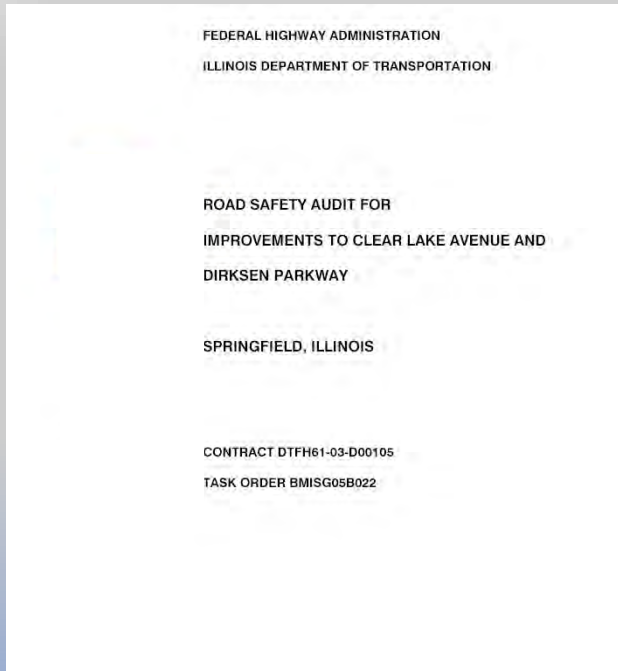 FEDERAL HIGHWAY ADMINISTRATION
ILLINOIS DEPARTMENT OF TRANSPORTATION
ROAD SAFETY AUDIT FOR
IMPROVEMENTS TO CLEAR LAKE AVENUE AND
DIRKSEN PARKWAY
SPRINGFIELD, ILLINOIS
CONTRACT DTFH61-03-D00105
TASK ORDER BMISG05B022